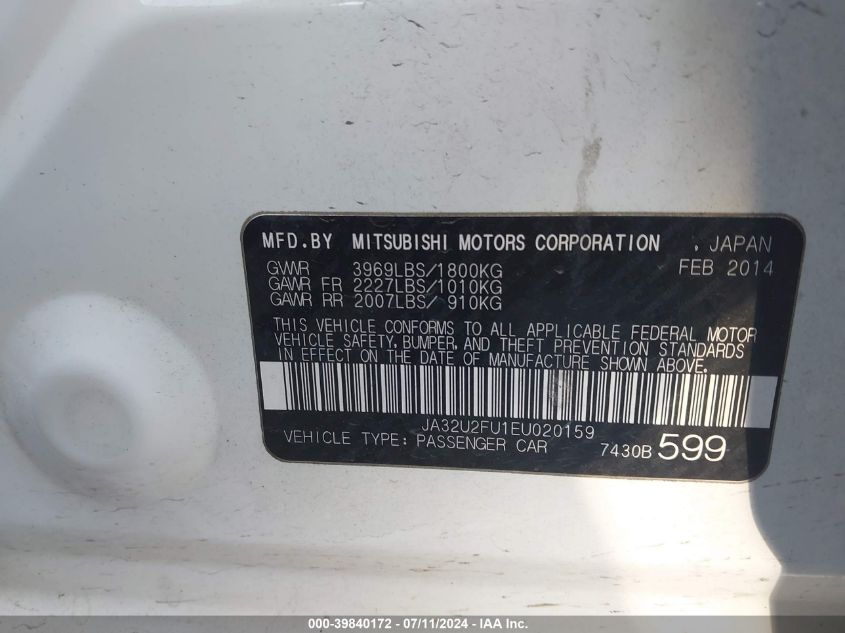 MFD.BY MITSUBISHI MOTORS CORPORATION , JAPAN
GVWR 3969LBS/1800KG FEB 2014
GAWR FR 2227LBS/1010KG
GAWR RR 2007LBS/ 910KG
THIS VEHICLE CONFORMS TO ALL APPLICABLE FEDERAL MOTOR
VEHICLE SAFETY, BUMPER, AND THEFT PREVENTION STANDARDS
IN EFFECT ON THE DATE OF MANUFACTURE SHOWN ABOVE.
JA32U2FU1EU020159
VEHICLE TYPE: PASSENGER CAR 7430B 599
000-39840172 - 07/11/2024 - IAA Inc.